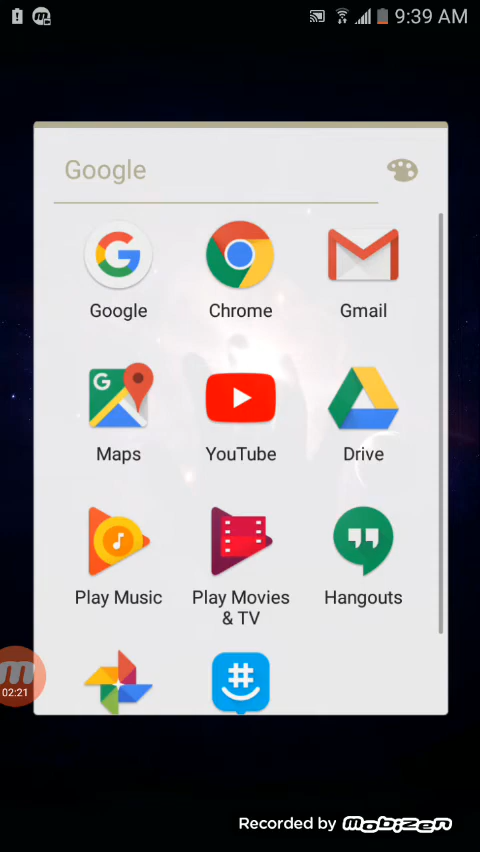 9:39 AM
Google
Google
Chrome
Gmail
G
Maps
YouTube
Drive
Play Music
Play Movies
& TV
Hangouts
02:21
Recorded by Mobizen